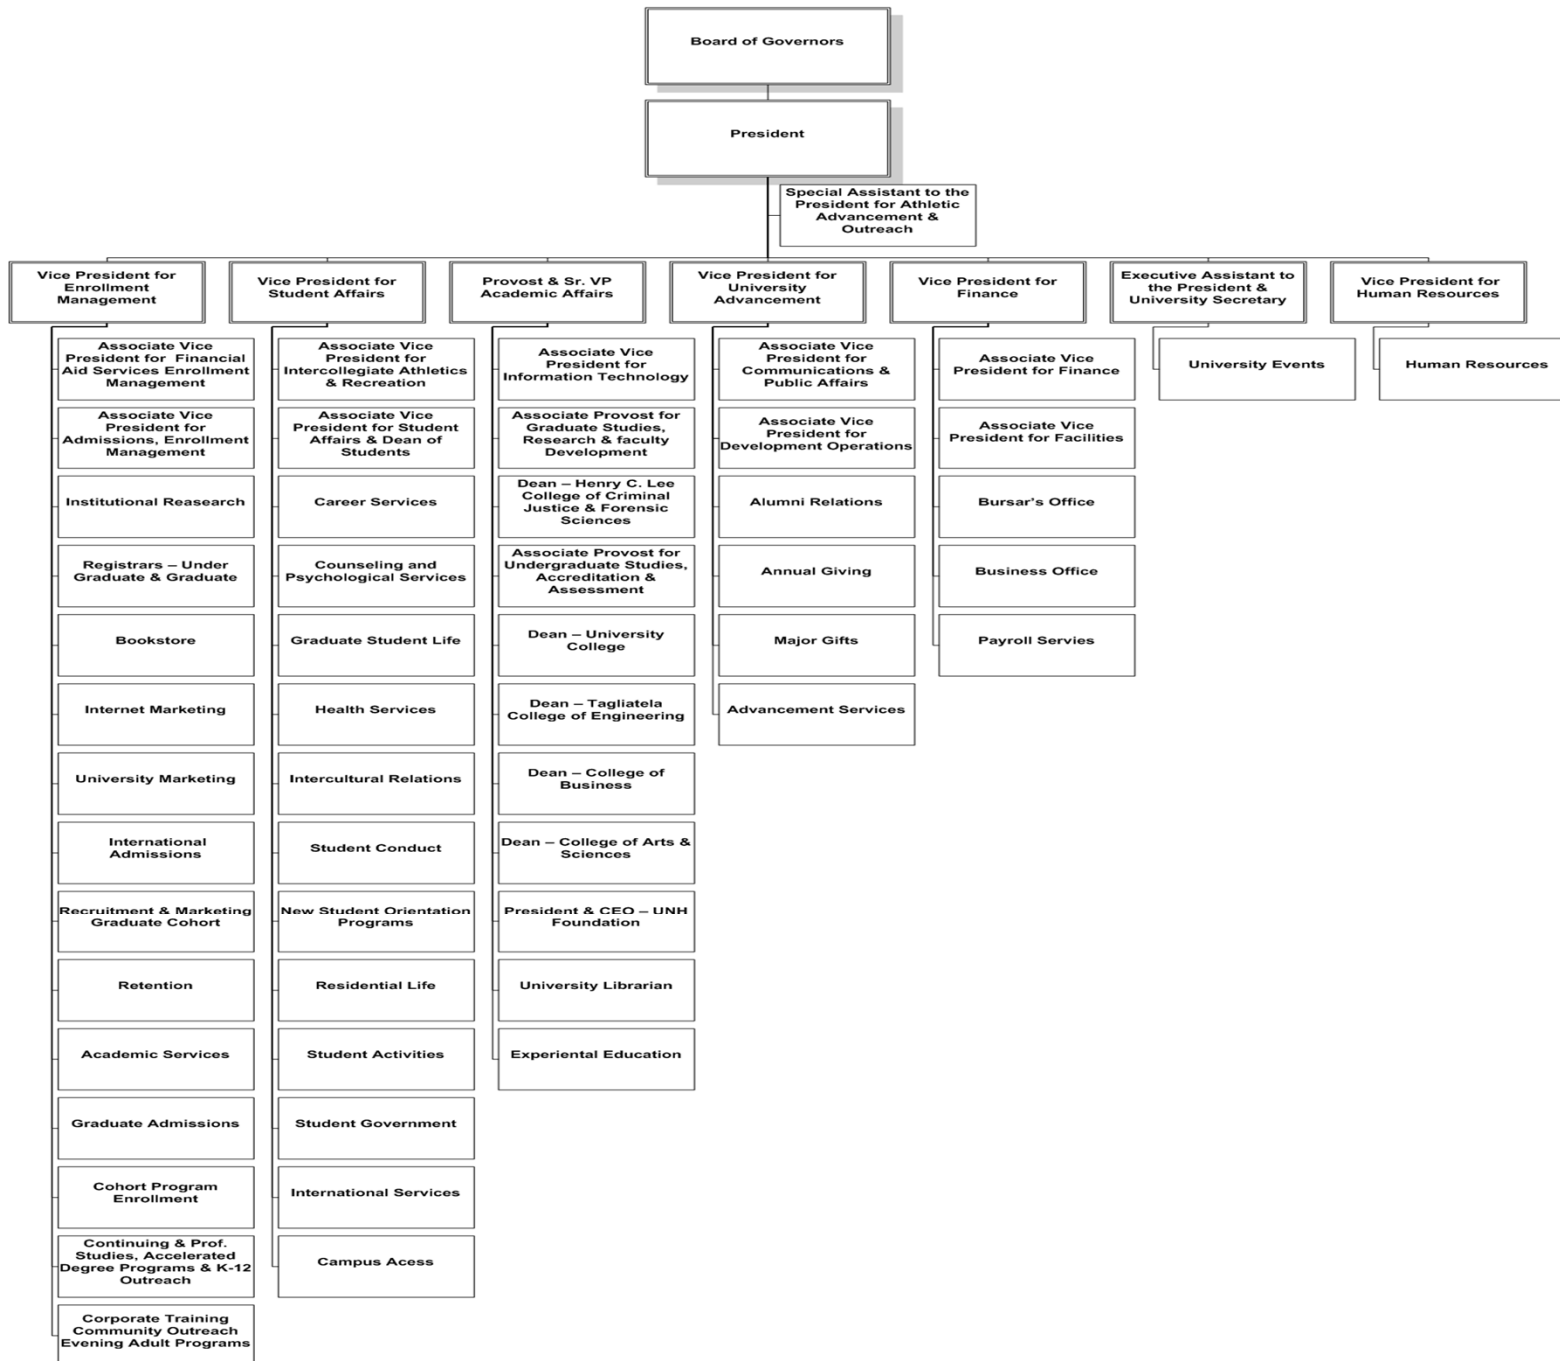 Board of Governors
President
Special Assistant to the
President for Athletic
Advancement &
Outreach
Vice President for
Enrollment
Management
Vice President for
Student Affairs
Provost & Sr. VP
Academic Affairs
Vice President for
University
Advancement
Vice President for
Finance
Executive Assistant to
the President &
University Secretary
Vice President for
Human Resources
Associate Vice
President for Financial
Aid Services Enrollment
Management
Associate Vice
President for
Admissions, Enrollment
Management
Institutional Reasearch
Registrars – Under
Graduate & Graduate
Bookstore
Internet Marketing
University Marketing
International
Admissions
Recruitment & Marketing
Graduate Cohort
Retention
Academic Services
Graduate Admissions
Cohort Program
Enrollment
Continuing & Prof.
Studies, Accelerated
Degree Programs & K-12
Outreach
Corporate Training
Community Outreach
Evening Adult Programs
Associate Vice
President for
Intercollegiate Athletics
& Recreation
Associate Vice
President for Student
Affairs & Dean of
Students
Career Services
Counseling and
Psychological Services
Graduate Student Life
Health Services
Intercultural Relations
Student Conduct
New Student Orientation
Programs
Residential Life
Student Activities
Student Government
International Services
Campus Acess
Associate Vice
President for
Information Technology
Associate Provost for
Graduate Studies,
Research & faculty
Development
Dean – Henry C. Lee
College of Criminal
Justice & Forensic
Sciences
Associate Provost for
Undergraduate Studies,
Accreditation &
Assessment
Dean – University
College
Dean – Tagliatela
College of Engineering
Dean – College of
Business
Dean – College of Arts &
Sciences
President & CEO – UNH
Foundation
University Librarian
Experiental Education
Associate Vice
President for
Communications &
Public Affairs
Associate Vice
President for
Development Operations
Alumni Relations
Annual Giving
Major Gifts
Advancement Services
Associate Vice
President for Finance
Associate Vice
President for Facilities
Bursar’s Office
Business Office
Payroll Servies
University Events
Human Resources